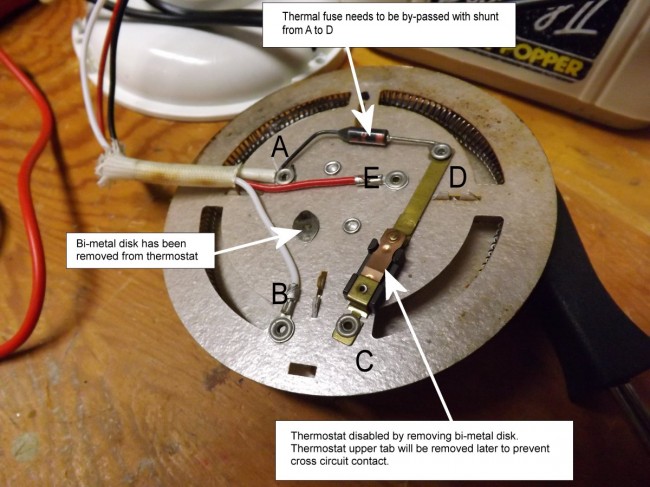 Thermal fuse needs to be by-passed with shunt
from A to D
POPPER
A
E
D
Bi-metal disk has been
removed from thermostat
B
C
Thermostat disabled by removing bi-metal disk.
Thermostat upper tab will be removed later to prevent
cross circuit contact.